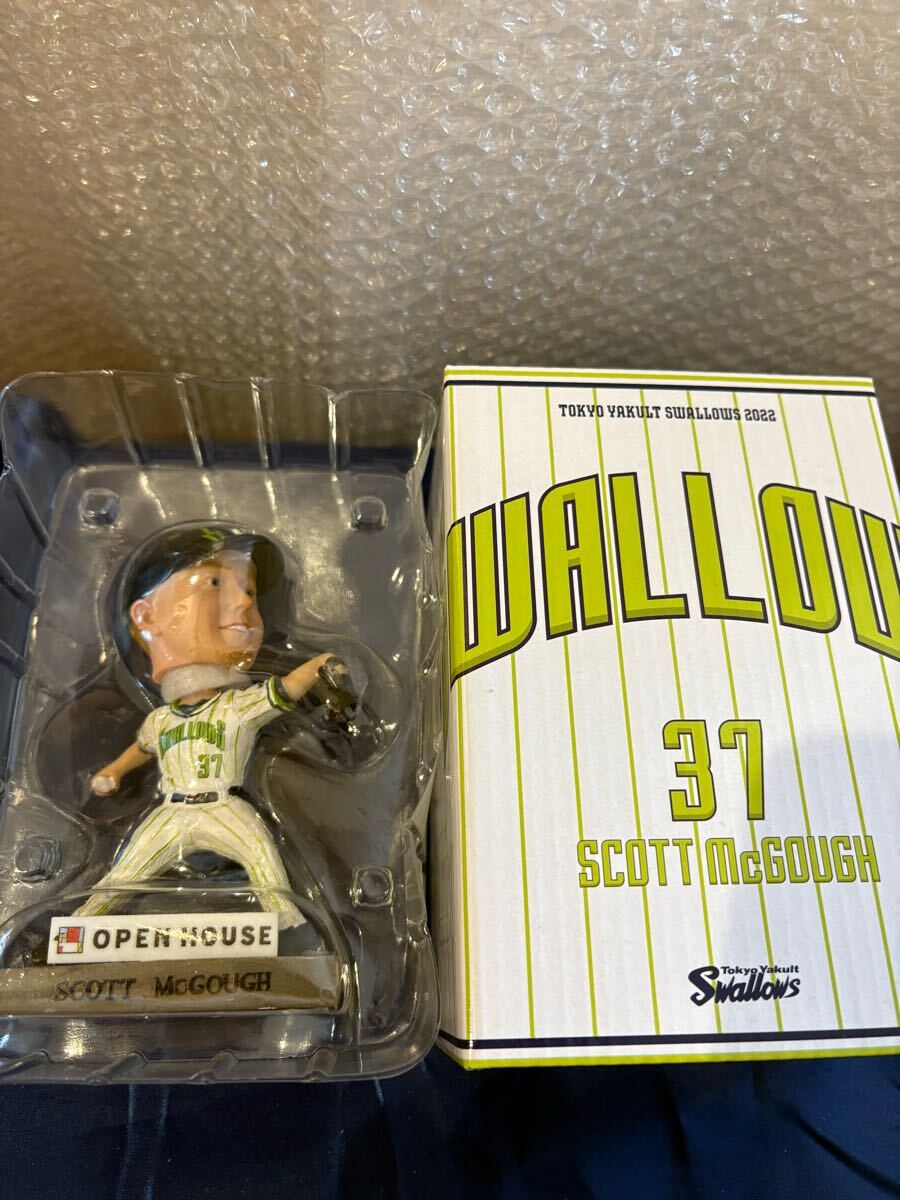 TOKYO YAKULT SWALLOWS 2022
WALLOW
37
SCOTT McGOUGH
Tokyo Yakult
Swallows
SWALLOWS
37
OPEN HOUSE
SCOTT McGOUGH